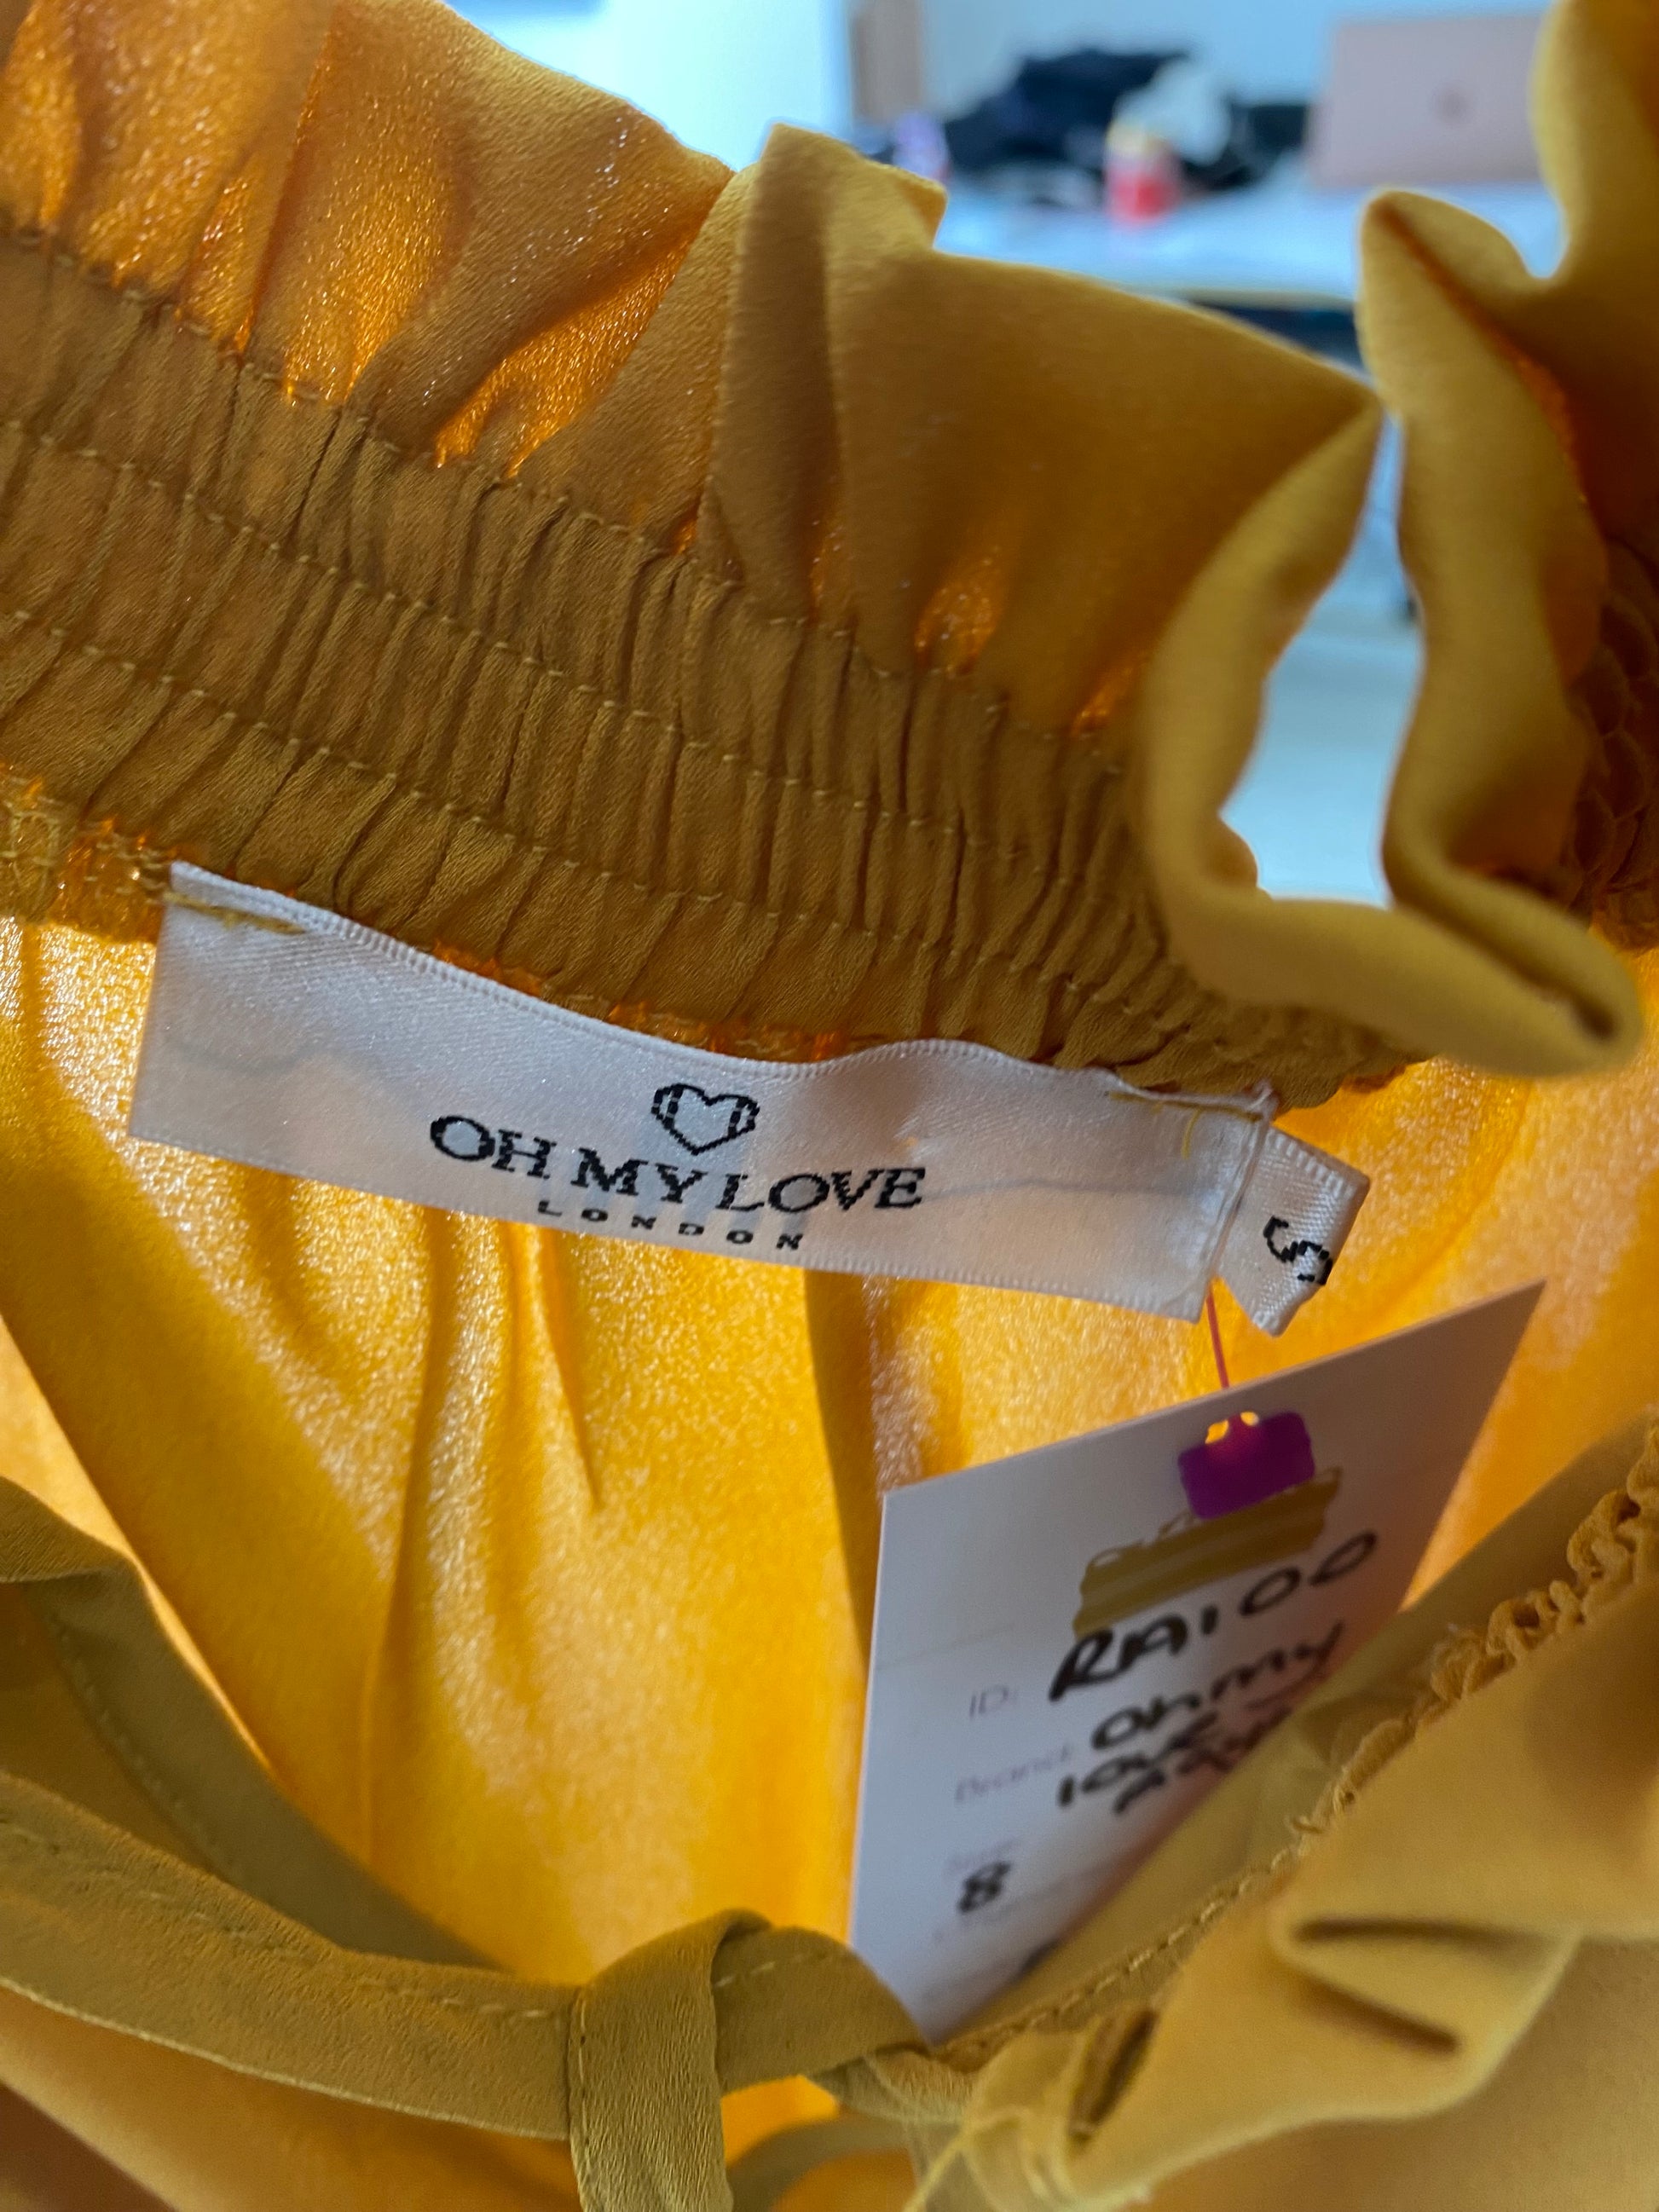 OH MY LOVE
LONDON
S
ID: RA100
Brand: Oh my
love
8